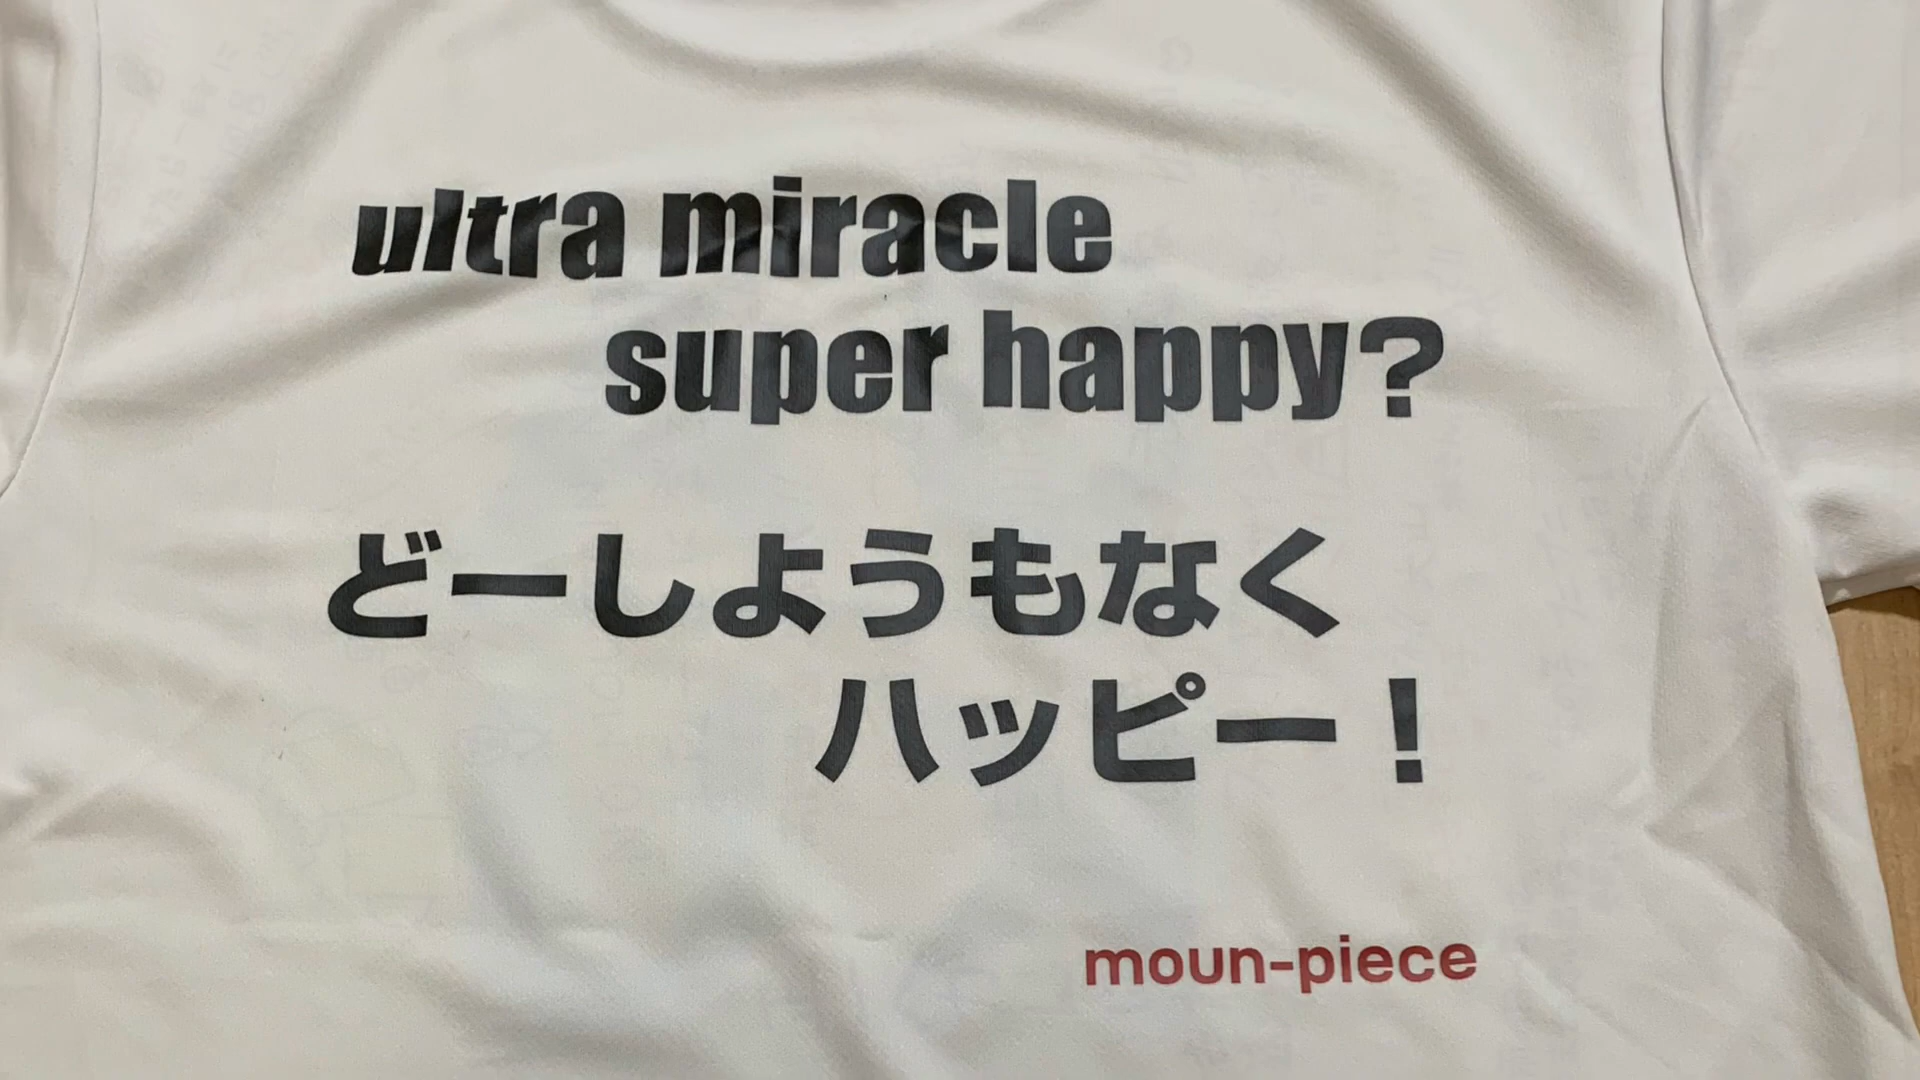 ultra miracle
super happy?
どーしようもなく
ハッピー！
moun-piece